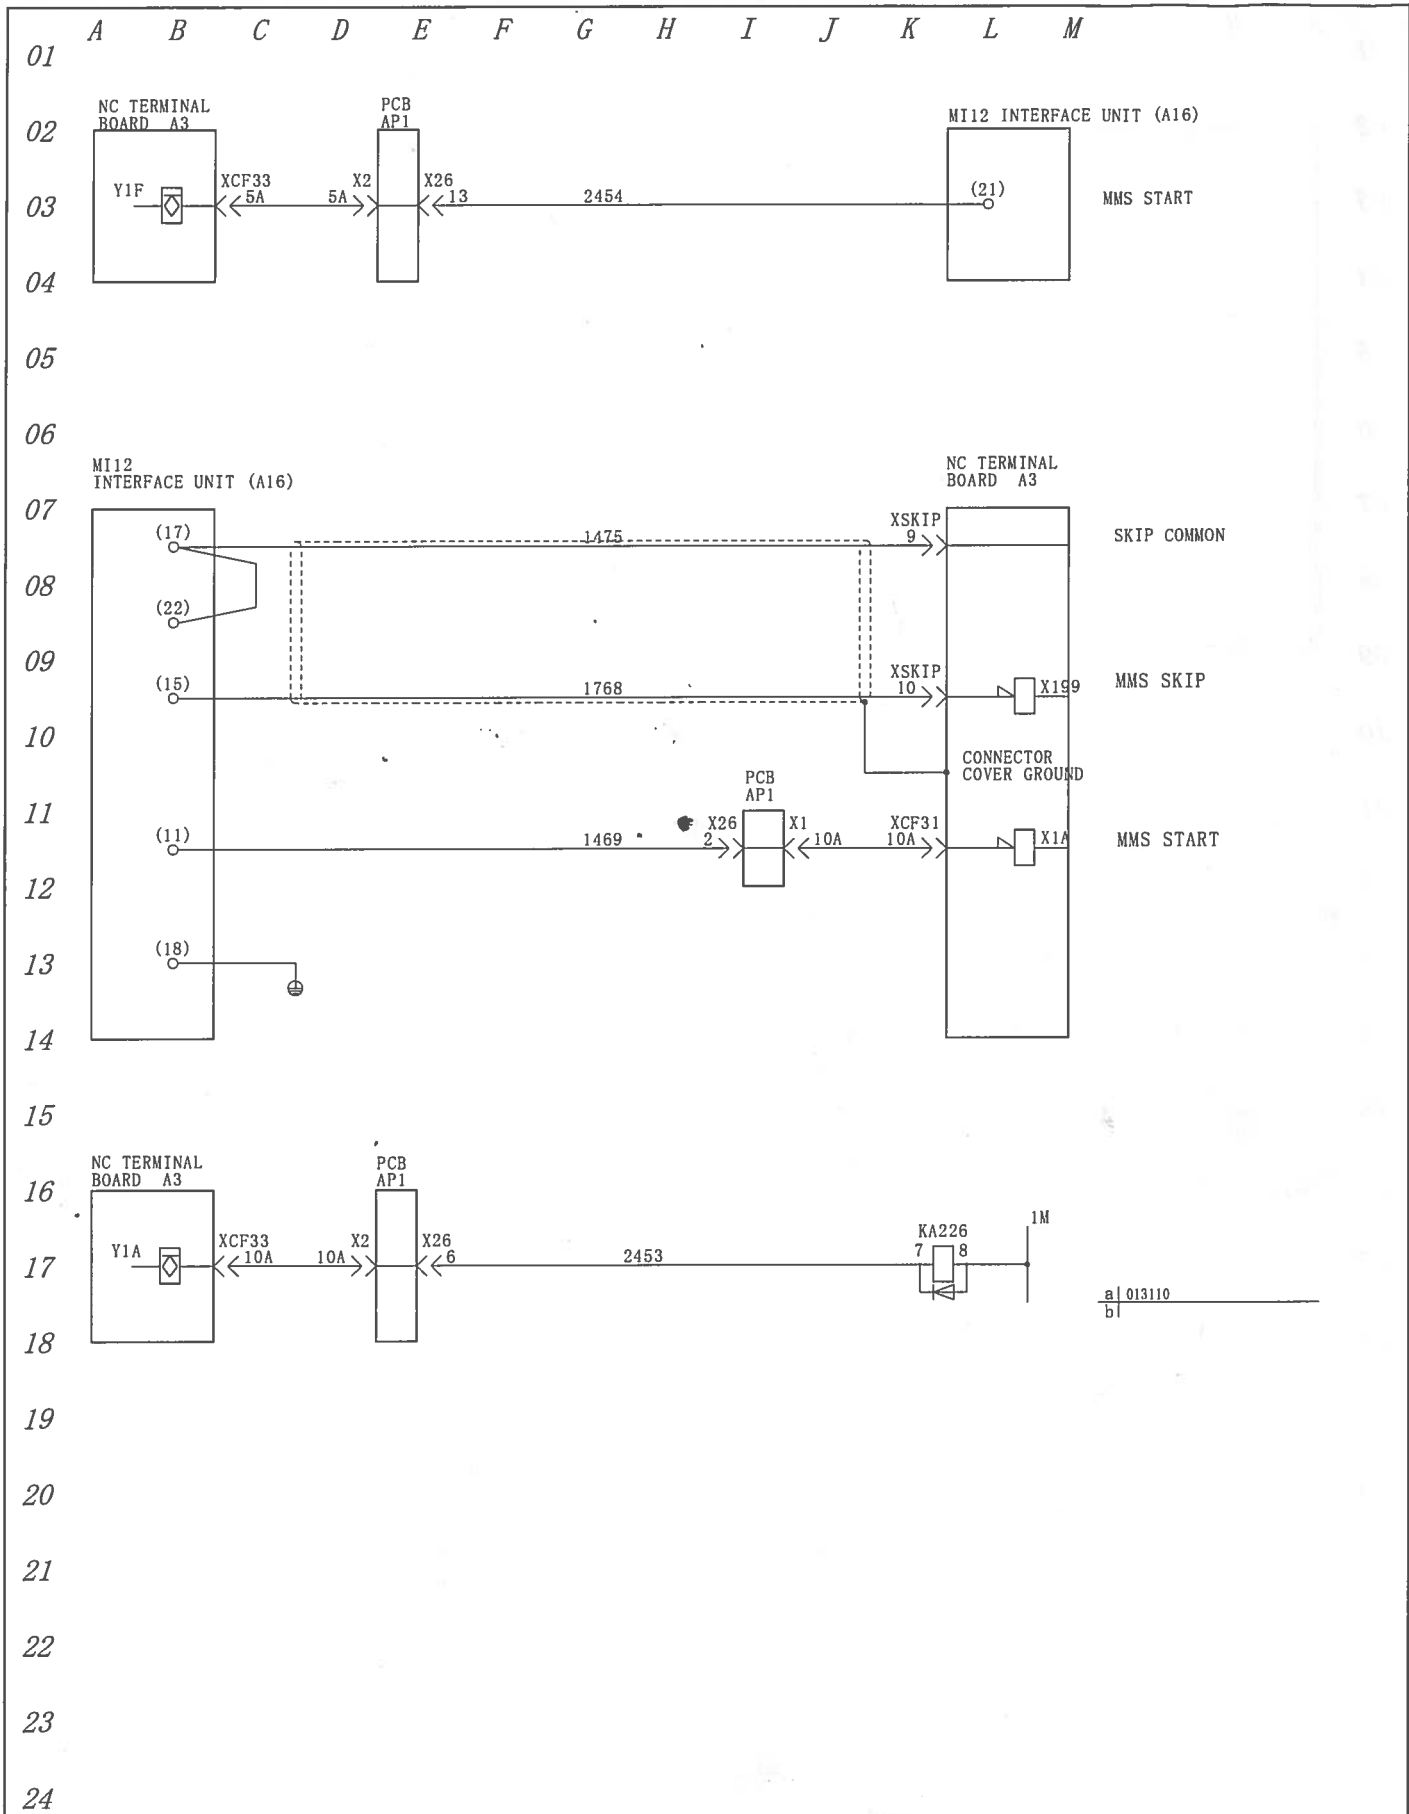 A B C D E F G H I J K L M
01
NC TERMINAL
BOARD A3
PCB
AP1
MI12 INTERFACE UNIT (A16)
02
Y1F
XCF33
5A
5A
X2
X26
13
2454
(21)
MMS START
03
04
05
06
MI12
INTERFACE UNIT (A16)
NC TERMINAL
BOARD A3
07
(17)
1475
XSKIP
9
SKIP COMMON
08
(22)
09
(15)
1768
XSKIP
10
X199
MMS SKIP
10
CONNECTOR
COVER GROUND
PCB
AP1
11
(11)
1469
X26
2
X1
10A
XCF31
10A
X1A
MMS START
12
(18)
13
14
15
NC TERMINAL
BOARD A3
PCB
AP1
16
Y1A
XCF33
10A
10A
X2
X26
6
2453
KA226
7 8
1M
17
a 013110
b
18
19
20
21
22
23
24